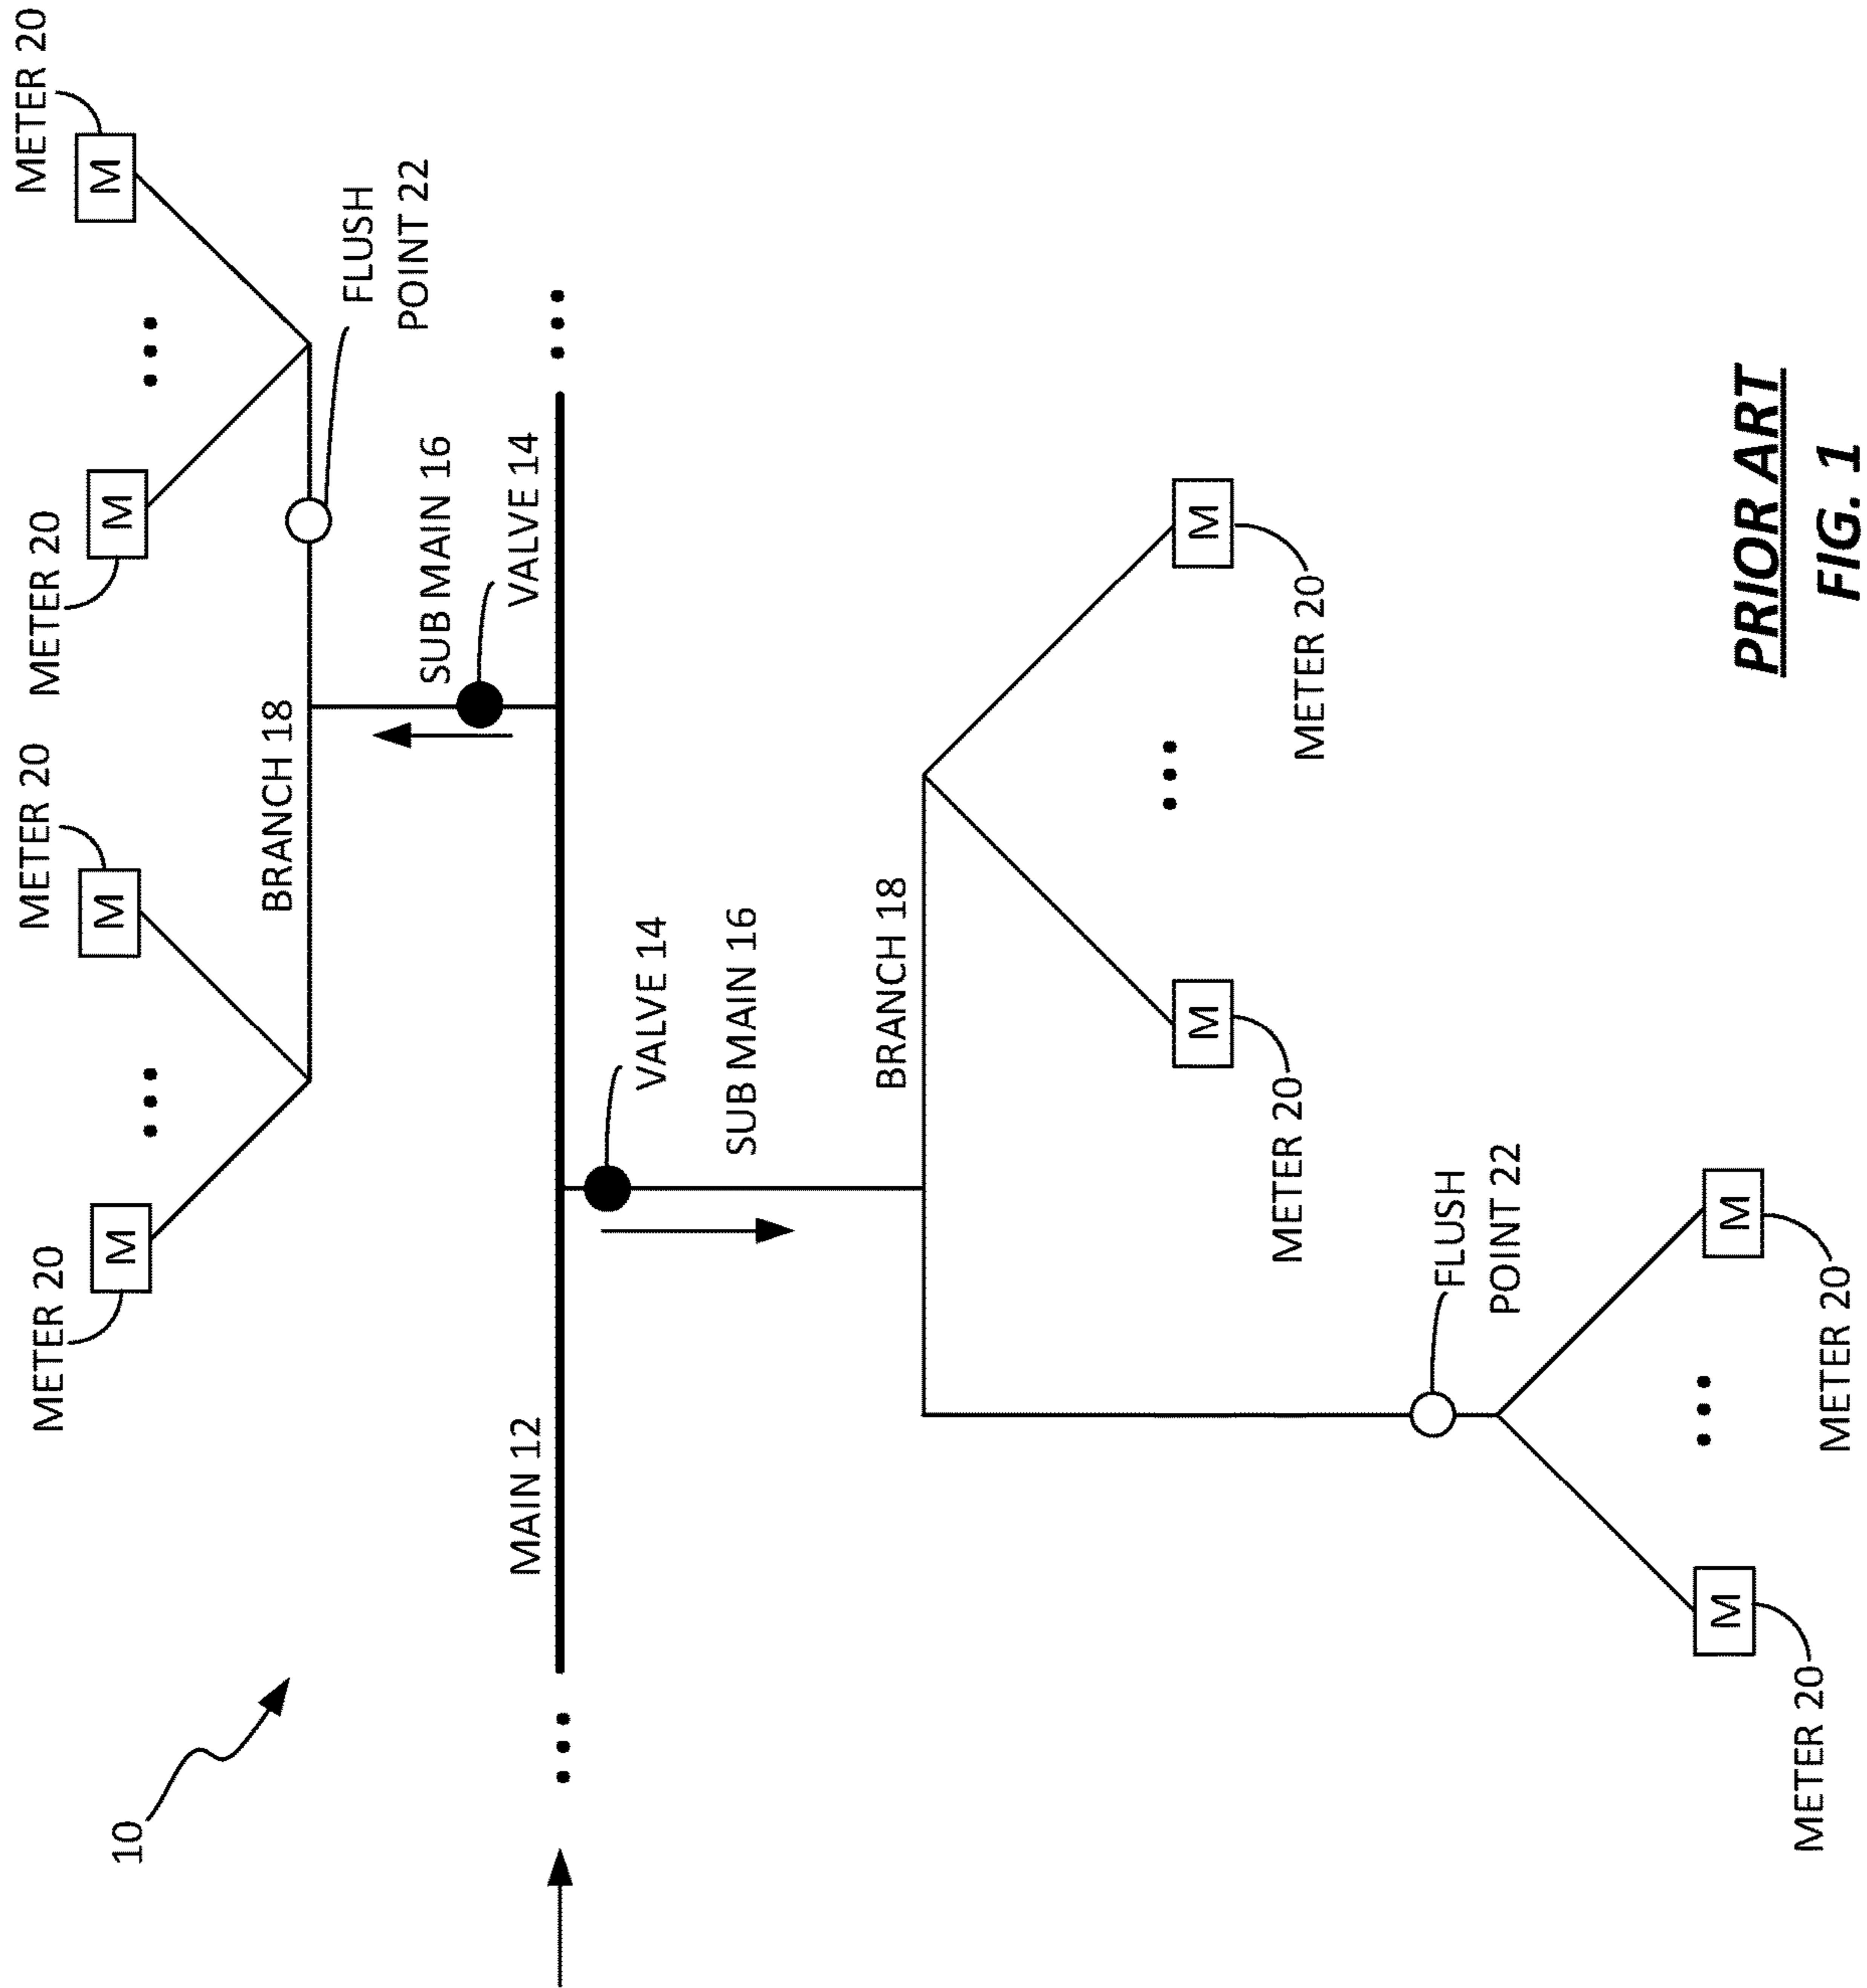 METER 20
METER 20
METER 20
METER 20
10
M
M
M
M
BRANCH 18
FLUSH
POINT 22
SUB MAIN 16
MAIN 12
VALVE 14
VALVE 14
SUB MAIN 16
BRANCH 18
M
M
METER 20
METER 20
FLUSH
POINT 22
M
M
METER 20
METER 20
PRIOR ART
FIG. 1